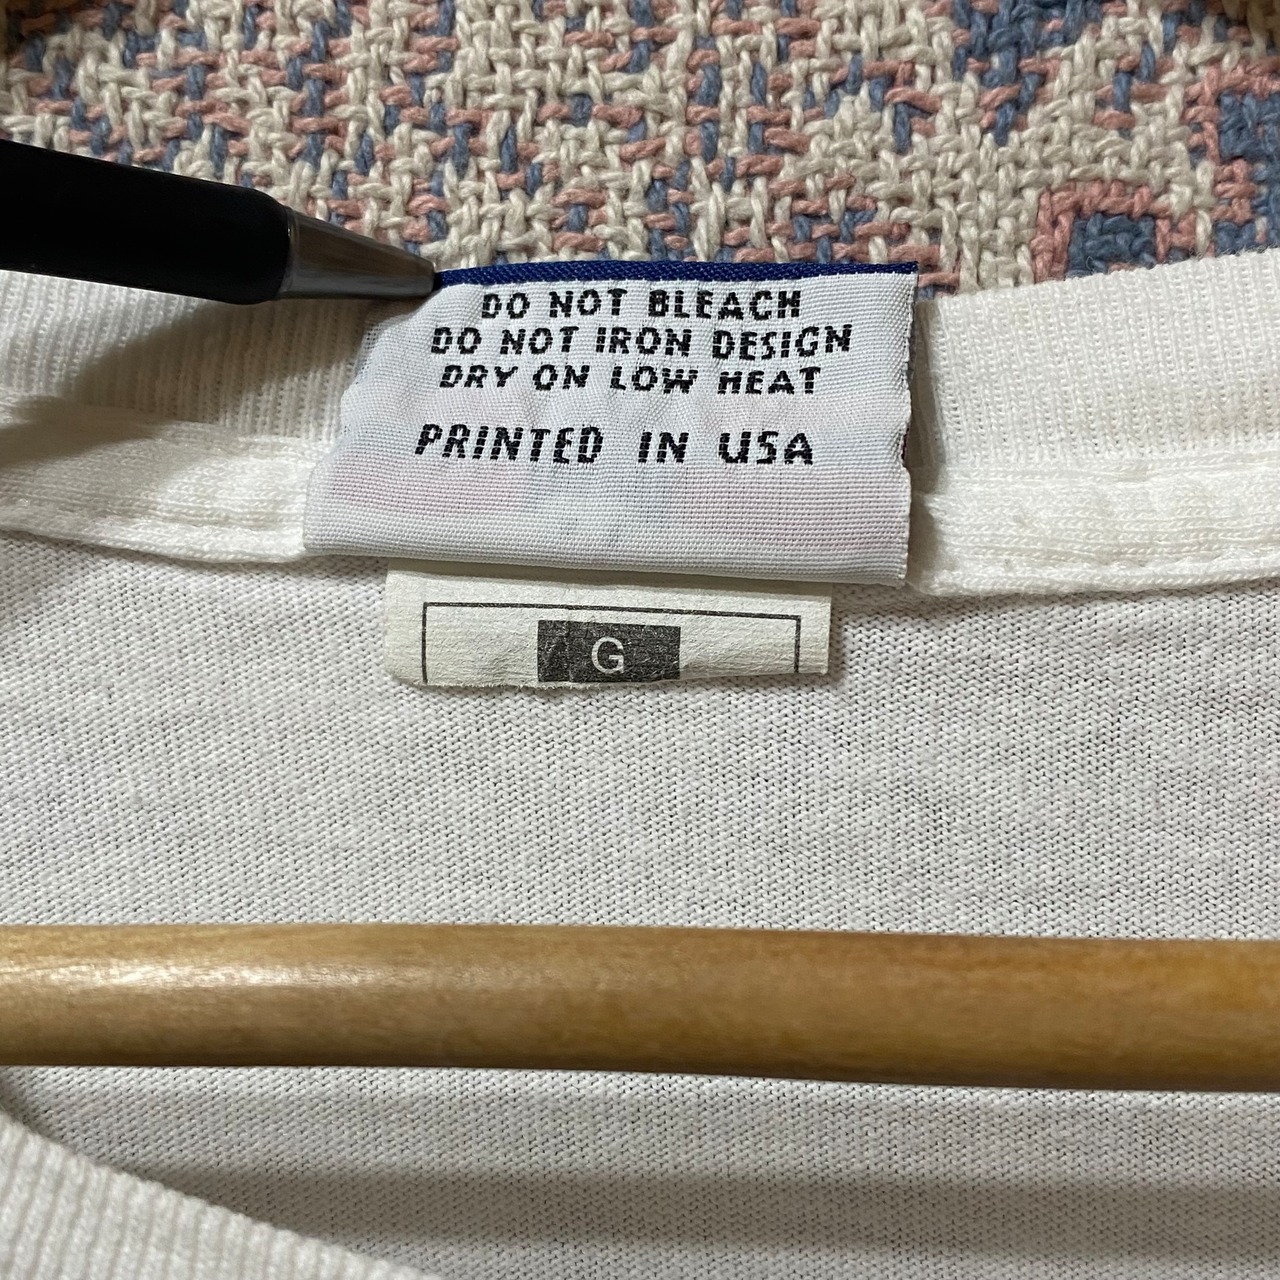 DO NOT BLEACH
DO NOT IRON DESIGN
DRY ON LOW HEAT
PRINTED IN USA
G